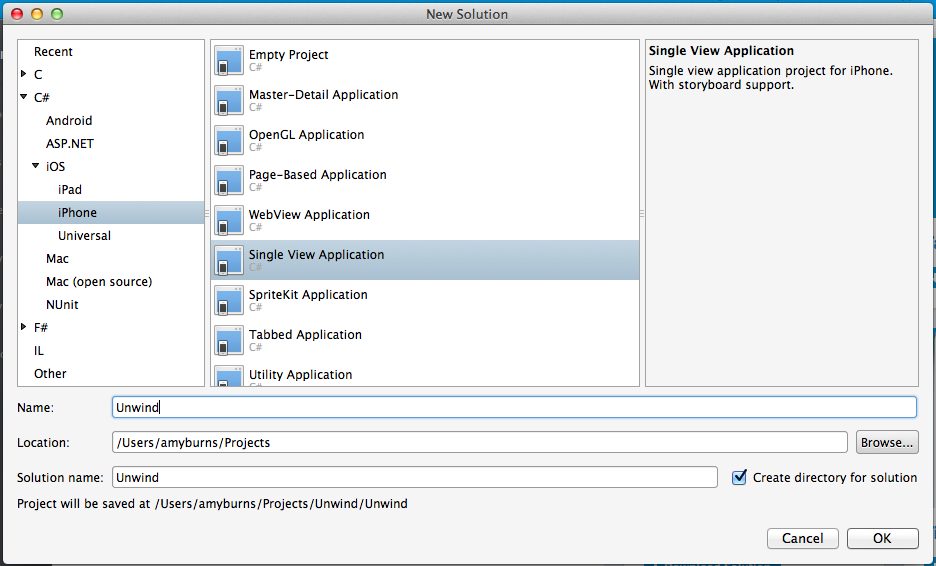 New Solution
Recent
C
C#
Android
ASP.NET
iOS
iPad
iPhone
Universal
Mac
Mac (open source)
NUnit
F#
IL
Other
Empty Project
C#
Master-Detail Application
C#
OpenGL Application
C#
Page-Based Application
C#
WebView Application
C#
Single View Application
C#
SpriteKit Application
C#
Tabbed Application
C#
Utility Application
Single View Application
Single view application project for iPhone.
With storyboard support.
Name: Unwind
Location: /Users/amyburns/Projects Browse...
Solution name: Unwind Create directory for solution
Project will be saved at /Users/amyburns/Projects/Unwind/Unwind
Cancel OK